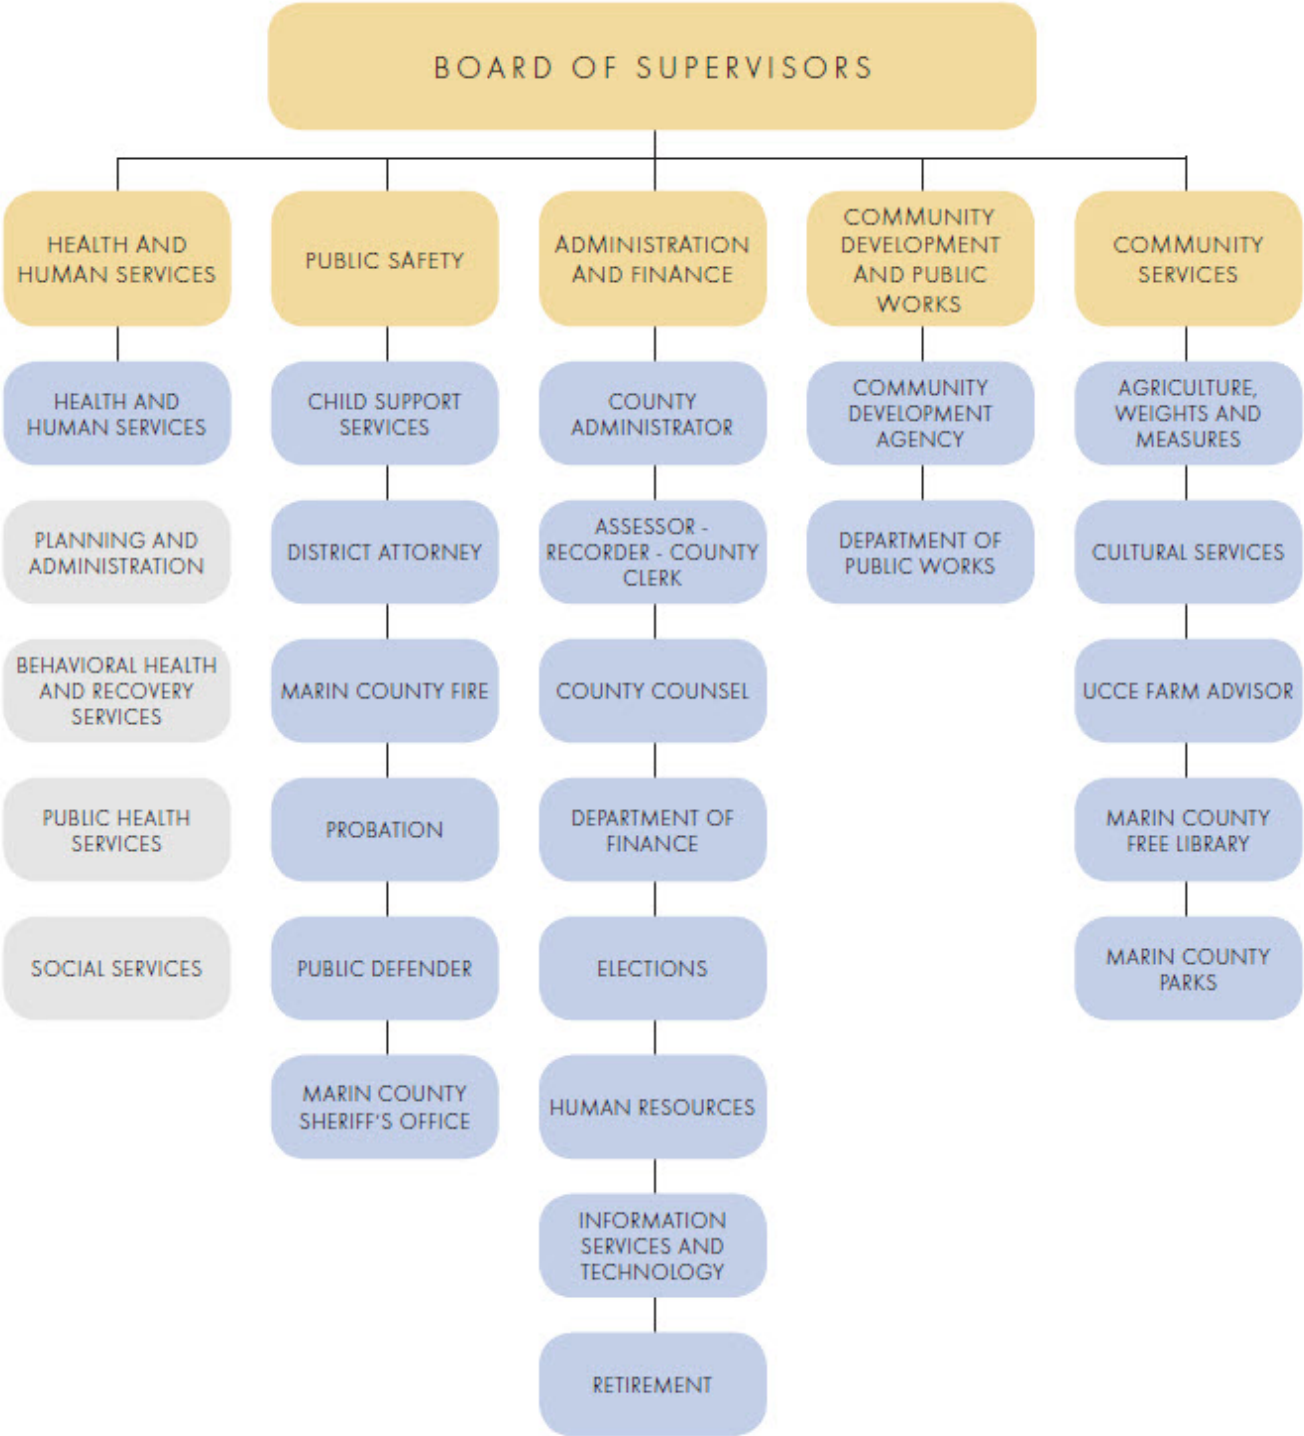 BOARD OF SUPERVISORS
HEALTH AND
HUMAN SERVICES
PUBLIC SAFETY
ADMINISTRATION
AND FINANCE
COMMUNITY
DEVELOPMENT
AND PUBLIC
WORKS
COMMUNITY
SERVICES
HEALTH AND
HUMAN SERVICES
PLANNING AND
ADMINISTRATION
BEHAVIORAL HEALTH
AND RECOVERY
SERVICES
PUBLIC HEALTH
SERVICES
SOCIAL SERVICES
CHILD SUPPORT
SERVICES
DISTRICT ATTORNEY
MARIN COUNTY FIRE
PROBATION
PUBLIC DEFENDER
MARIN COUNTY
SHERIFF'S OFFICE
COUNTY
ADMINISTRATOR
ASSESSOR -
RECORDER - COUNTY
CLERK
COUNTY COUNSEL
DEPARTMENT OF
FINANCE
ELECTIONS
HUMAN RESOURCES
INFORMATION
SERVICES AND
TECHNOLOGY
RETIREMENT
COMMUNITY
DEVELOPMENT
AGENCY
DEPARTMENT OF
PUBLIC WORKS
AGRICULTURE,
WEIGHTS AND
MEASURES
CULTURAL SERVICES
UCCE FARM ADVISOR
MARIN COUNTY
FREE LIBRARY
MARIN COUNTY
PARKS